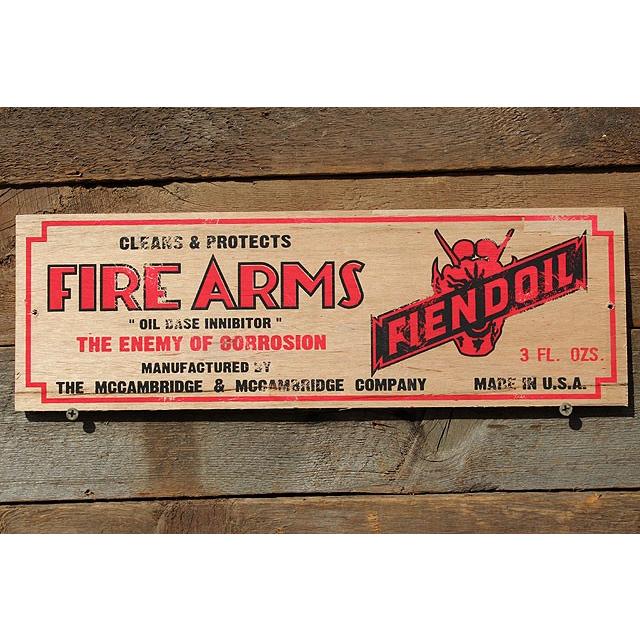 CLEANS & PROTECTS
FIRE ARMS
" OIL BASE INNIBITOR "
THE ENEMY OF CORROSION
MANUFACTURED BY
THE MCCAMBRIDGE & MCCAMBRIDGE COMPANY
FIENDOIL
3 FL. OZS.
MADE IN U.S.A.